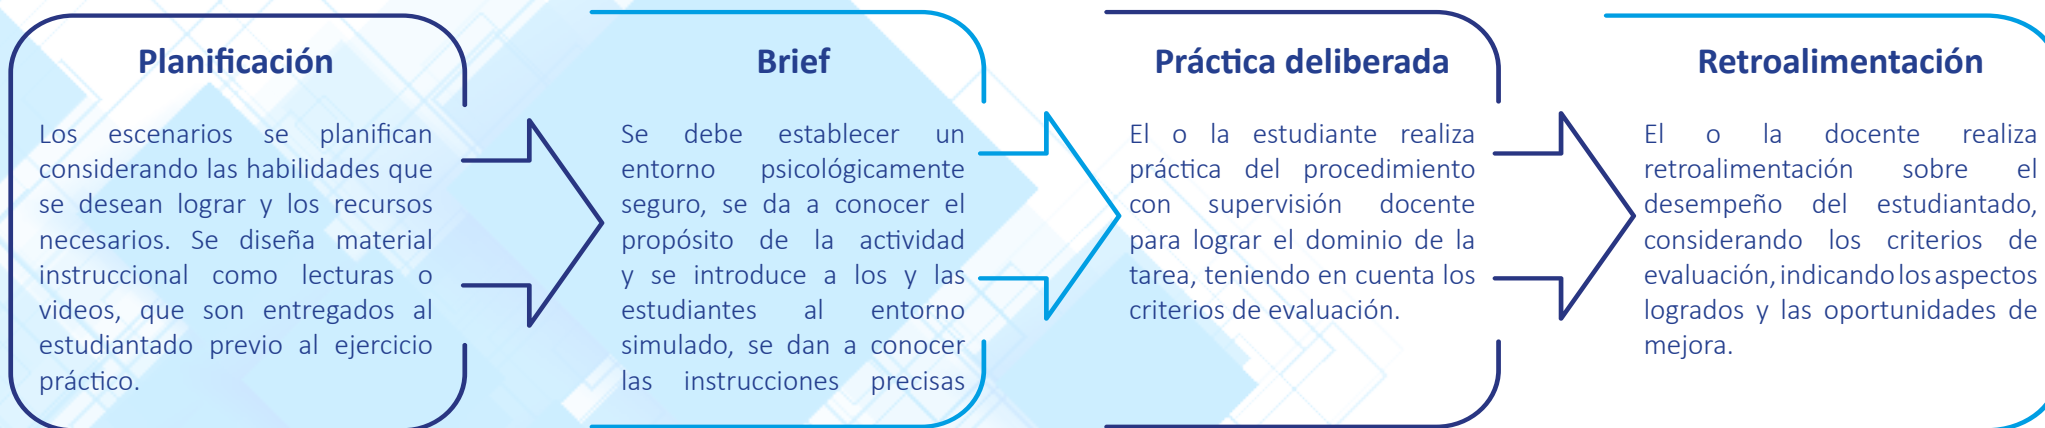 Planificación
Los escenarios se planifican
considerando las habilidades que
se desean lograr y los recursos
necesarios. Se diseña material
instruccional como lecturas o
videos, que son entregados al
estudiantado previo al ejercicio
práctico.
Brief
Se debe establecer un
entorno psicológicamente
seguro, se da a conocer el
propósito de la actividad
y se introduce a los y las
estudiantes al entorno
simulado, se dan a conocer
las instrucciones precisas
Práctica deliberada
El o la estudiante realiza
práctica del procedimiento
con supervisión docente
para lograr el dominio de la
tarea, teniendo en cuenta los
criterios de evaluación.
Retroalimentación
El o la docente realiza
retroalimentación sobre el
desempeño del estudiantado,
considerando los criterios de
evaluación, indicando los aspectos
logrados y las oportunidades de
mejora.